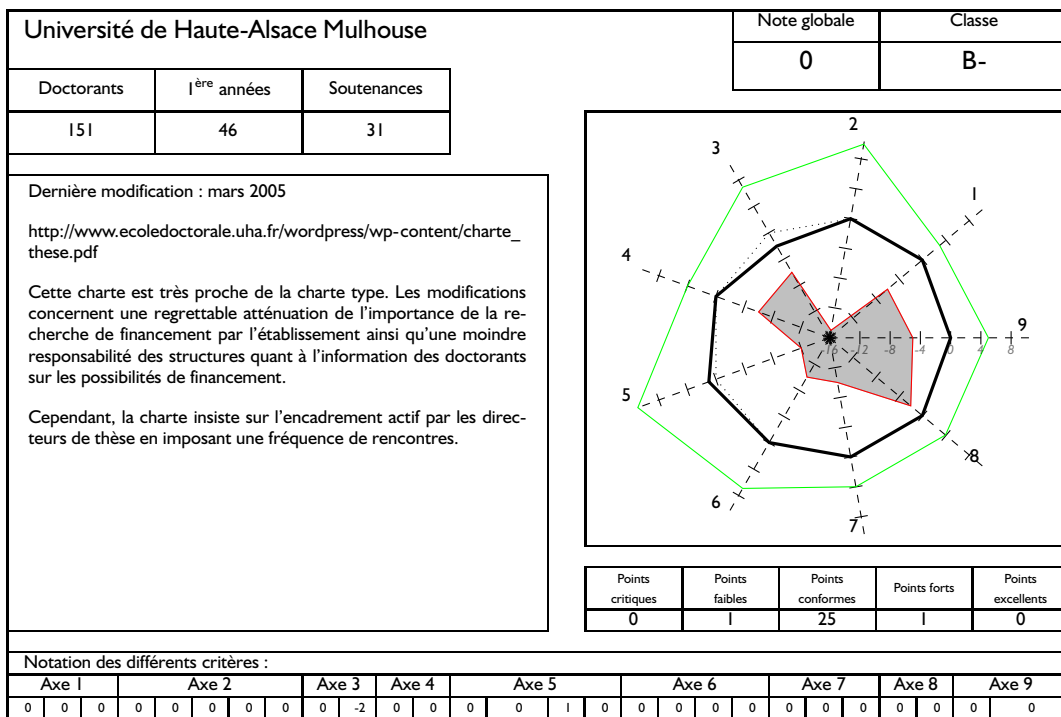 Université de Haute-Alsace Mulhouse
Note globale Classe
0 B-
Doctorants 1ère années Soutenances
151 46 31
Dernière modification : mars 2005
http://www.ecoledoctorale.uha.fr/wordpress/wp-content/charte_
these.pdf
Cette charte est très proche de la charte type. Les modifications
concernent une regrettable atténuation de l'importance de la re-
cherche de financement par l'établissement ainsi qu'une moindre
responsabilité des structures quant à l'information des doctorants
sur les possibilités de financement.
Cependant, la charte insiste sur l'encadrement actif par les direc-
teurs de thèse en imposant une fréquence de rencontres.
2
3
1
4
9
-16 -12 -8 -4 0 4 8
5
8
6
7
Points critiques Points faibles Points conformes Points forts Points excellents
0 1 25 1 0
Notation des différents critères :
Axe 1 Axe 2 Axe 3 Axe 4 Axe 5 Axe 6 Axe 7 Axe 8 Axe 9
0 0 0 0 0 0 0 0 0 -2 0 0 0 0 1 0 0 0 0 0 0 0 0 0 0 0 0